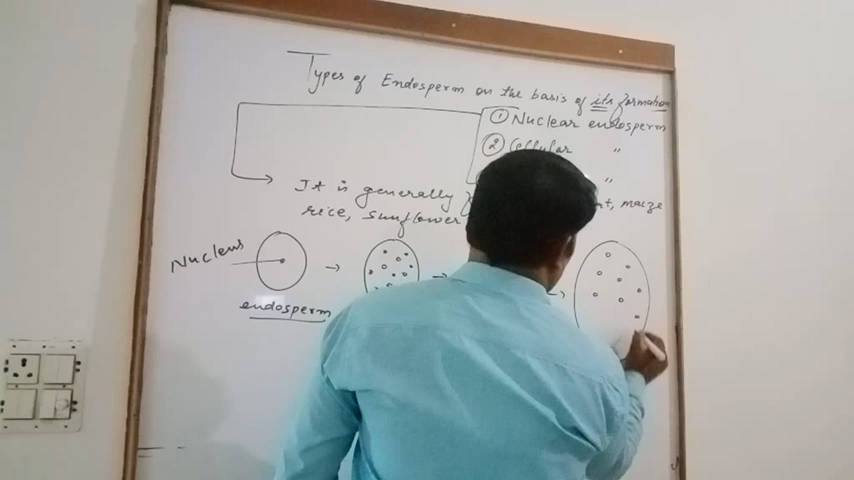 Types of Endosperm on the basis of its formation
① Nuclear endosperm
② Cellular "
"
It is generally maize
rice, sunflower
Nucleus
endosperm